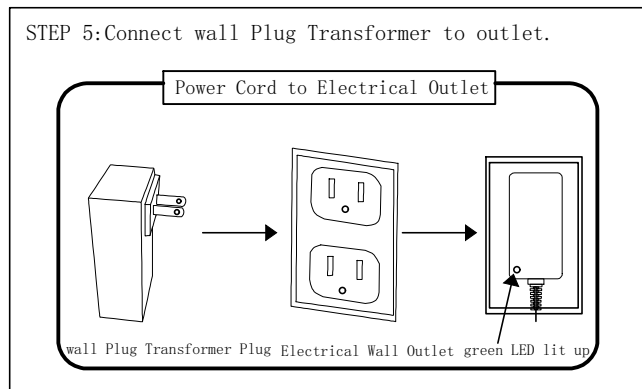 STEP 5:Connect wall Plug Transformer to outlet.
Power Cord to Electrical Outlet
wall Plug Transformer Plug
Electrical Wall Outlet
green LED lit up